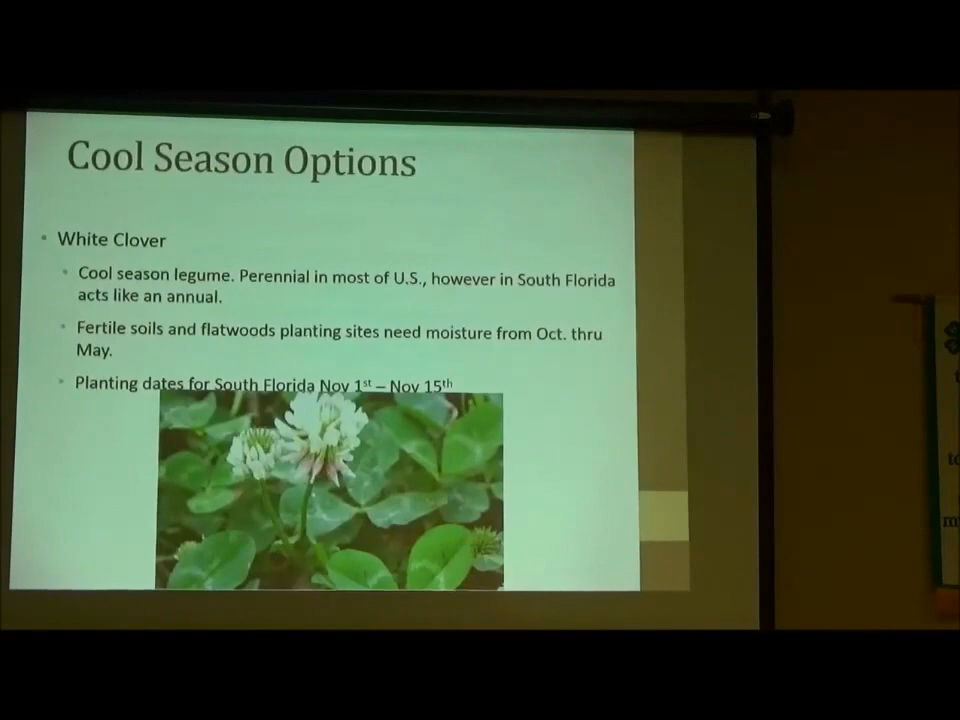 Cool Season Options
• White Clover
• Cool season legume. Perennial in most of U.S., however in South Florida
acts like an annual.
• Fertile soils and flatwoods planting sites need moisture from Oct. thru
May.
• Planting dates for South Florida Nov 1st – Nov 15th
to
m